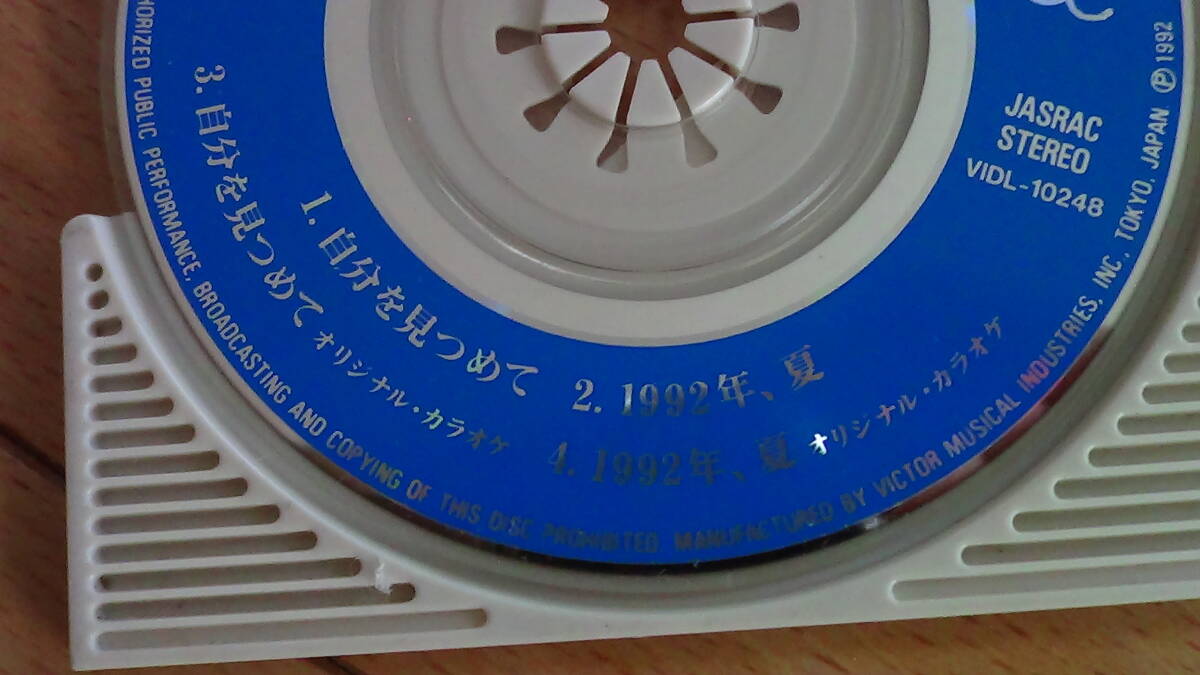 JASRAC
STEREO
VIDL-10248
1. 自分を見つめて 2. 1992年、夏
3. 自分を見つめて オリジナル・カラオケ 4. 1992年、夏 オリジナル・カラオケ
HORIZED PUBLIC PERFORMANCE, BROADCASTING AND COPYING OF THIS DISC PROHIBITED MANUFACTURED BY VICTOR MUSICAL INDUSTRIES, INC., TOKYO, JAPAN. ℗ 1992